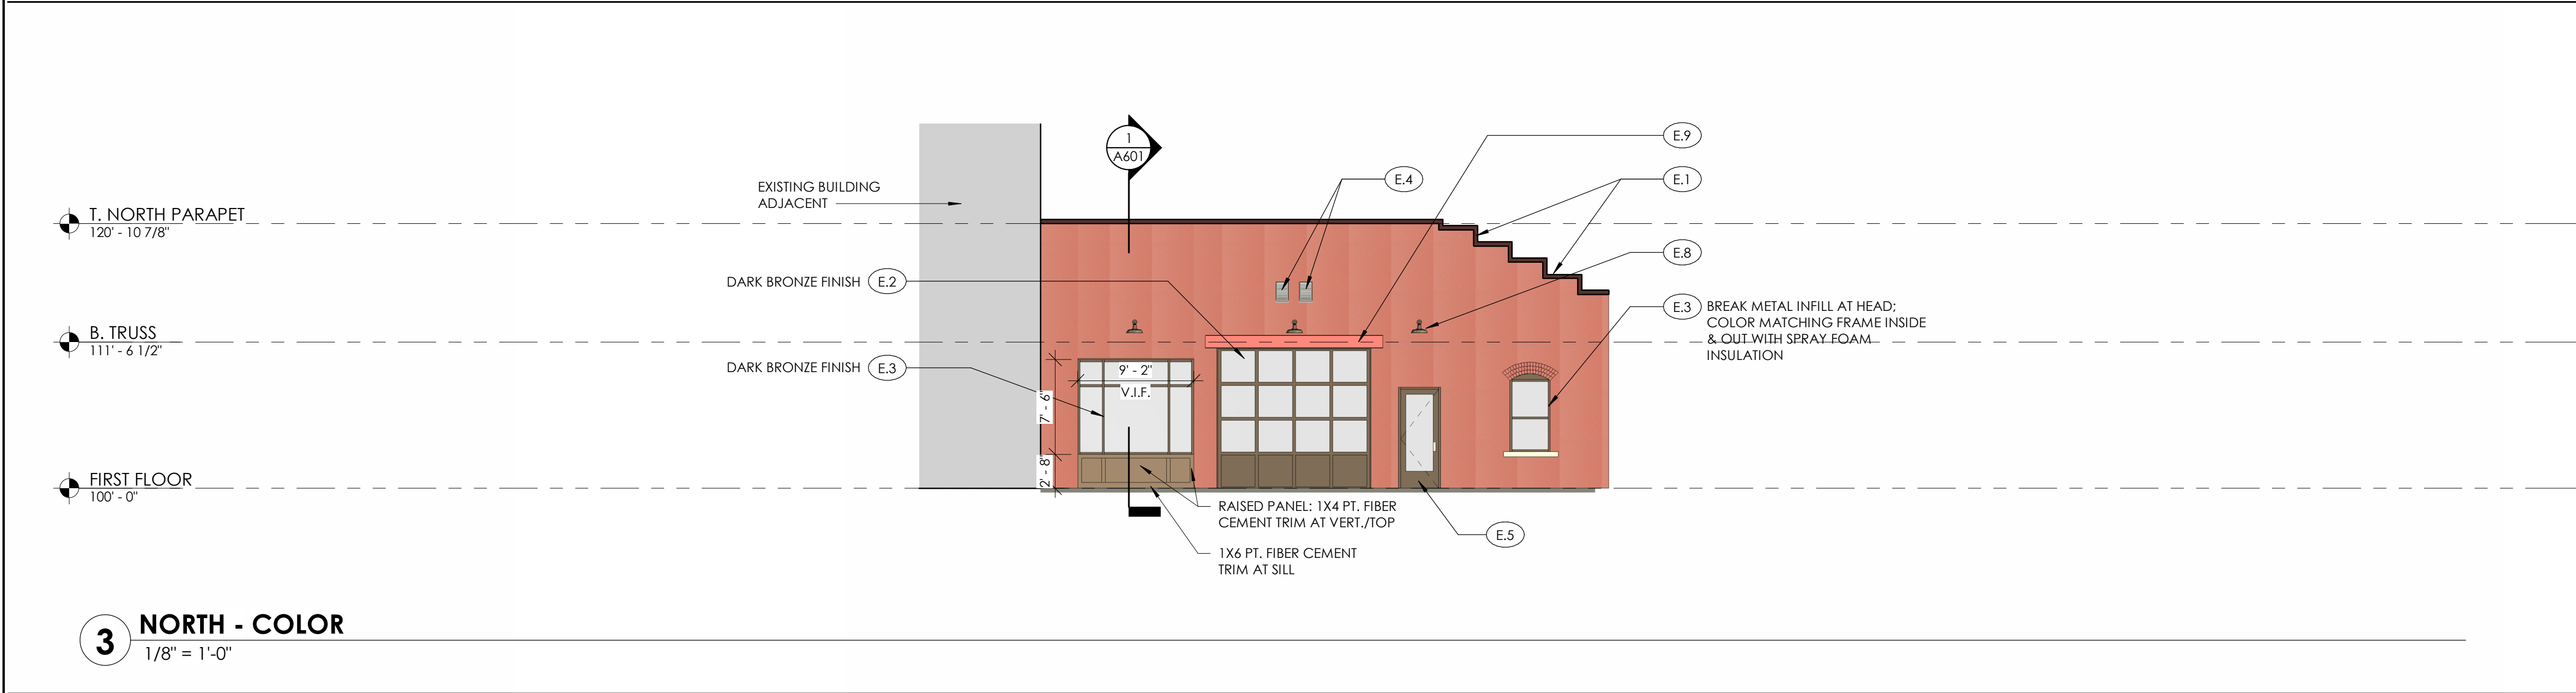 1
A601
E.9
E.4
E.1
EXISTING BUILDING
ADJACENT
T. NORTH PARAPET
120' - 10 7/8"
E.8
DARK BRONZE FINISH
E.2
E.3
BREAK METAL INFILL AT HEAD;
COLOR MATCHING FRAME INSIDE
& OUT WITH SPRAY FOAM
INSULATION
B. TRUSS
111' - 6 1/2"
DARK BRONZE FINISH
E.3
9' - 2"
V.I.F.
7' - 6"
2' - 8"
FIRST FLOOR
100' - 0"
RAISED PANEL: 1X4 PT. FIBER
CEMENT TRIM AT VERT./TOP
E.5
1X6 PT. FIBER CEMENT
TRIM AT SILL
3
NORTH - COLOR
1/8" = 1'-0"